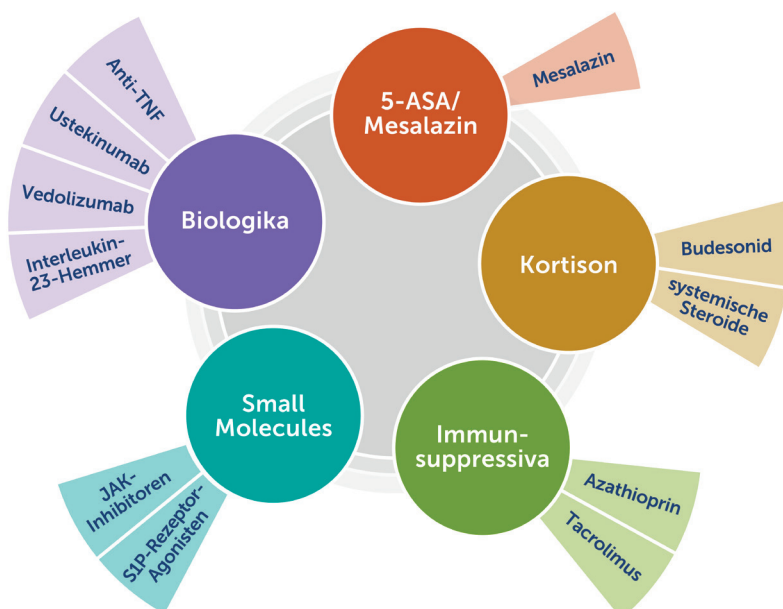 5-ASA/
Mesalazin
Mesalazin
Kortison
Budesonid
systemische
Steroide
Immun-
suppressiva
Azathioprin
Tacrolimus
Small
Molecules
JAK-
Inhibitoren
S1P-Rezeptor-
Agonisten
Biologika
Anti-TNF
Ustekinumab
Vedolizumab
Interleukin-
23-Hemmer